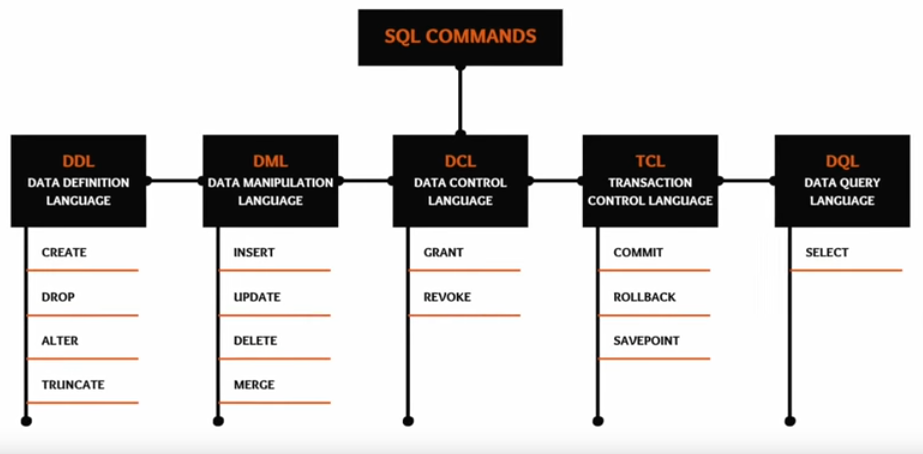 SQL COMMANDS
DDL
DATA DEFINITION
LANGUAGE
CREATE
DROP
ALTER
TRUNCATE
DML
DATA MANIPULATION
LANGUAGE
INSERT
UPDATE
DELETE
MERGE
DCL
DATA CONTROL
LANGUAGE
GRANT
REVOKE
TCL
TRANSACTION
CONTROL LANGUAGE
COMMIT
ROLLBACK
SAVEPOINT
DQL
DATA QUERY
LANGUAGE
SELECT